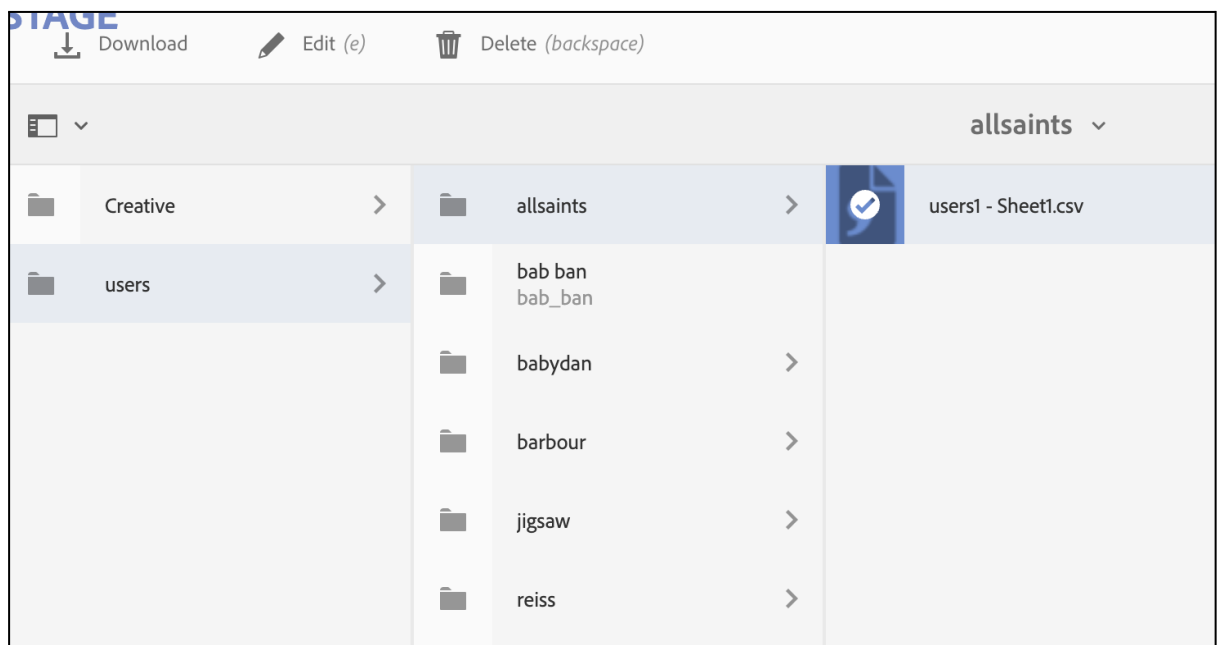 STAGE
Download
Edit (e)
Delete (backspace)
allsaints
Creative
users
allsaints
bab ban
bab_ban
babydan
barbour
jigsaw
reiss
users1 - Sheet1.csv